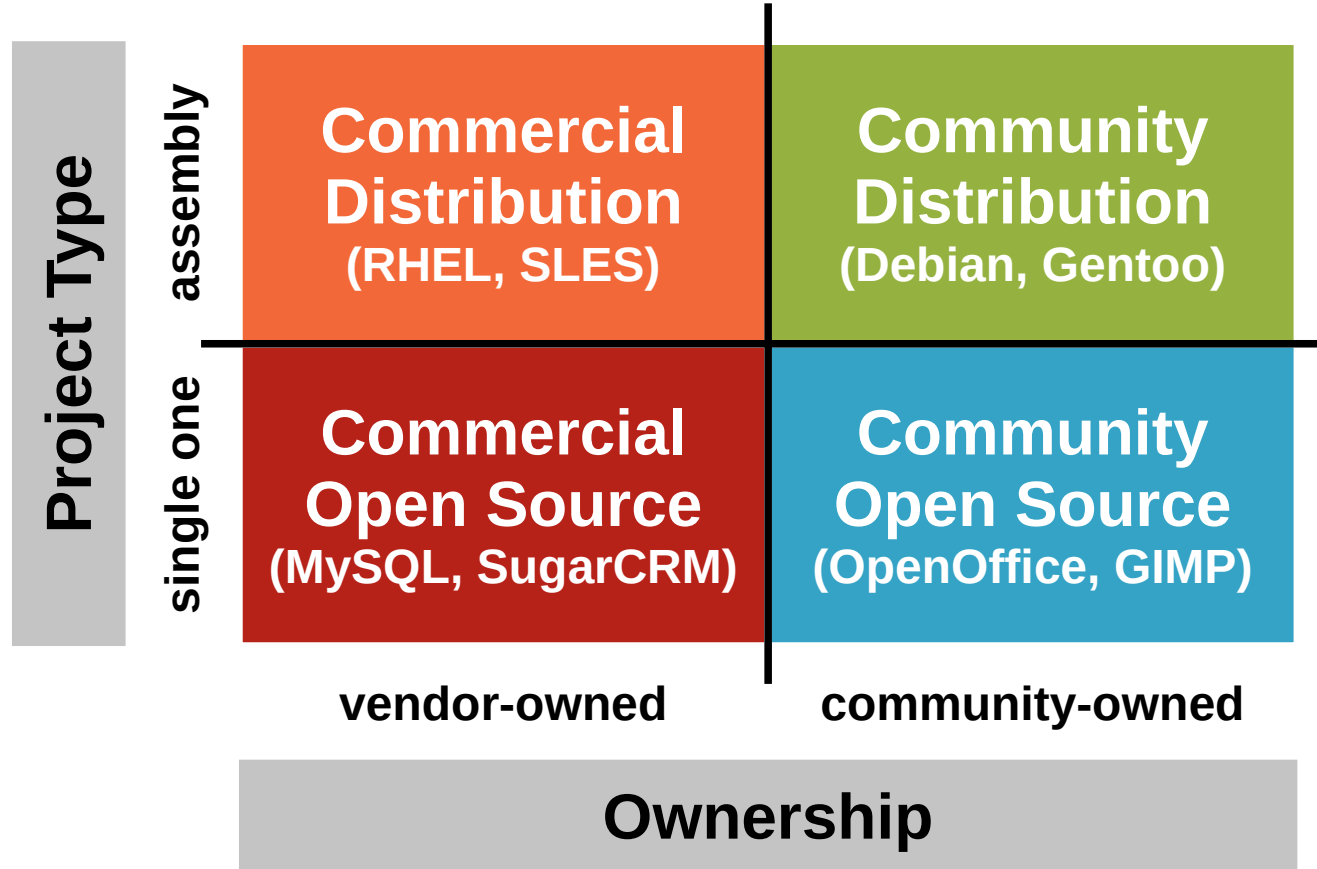 Project Type
assembly
single one
Commercial
Distribution
(RHEL, SLES)
Community
Distribution
(Debian, Gentoo)
Commercial
Open Source
(MySQL, SugarCRM)
Community
Open Source
(OpenOffice, GIMP)
vendor-owned
community-owned
Ownership